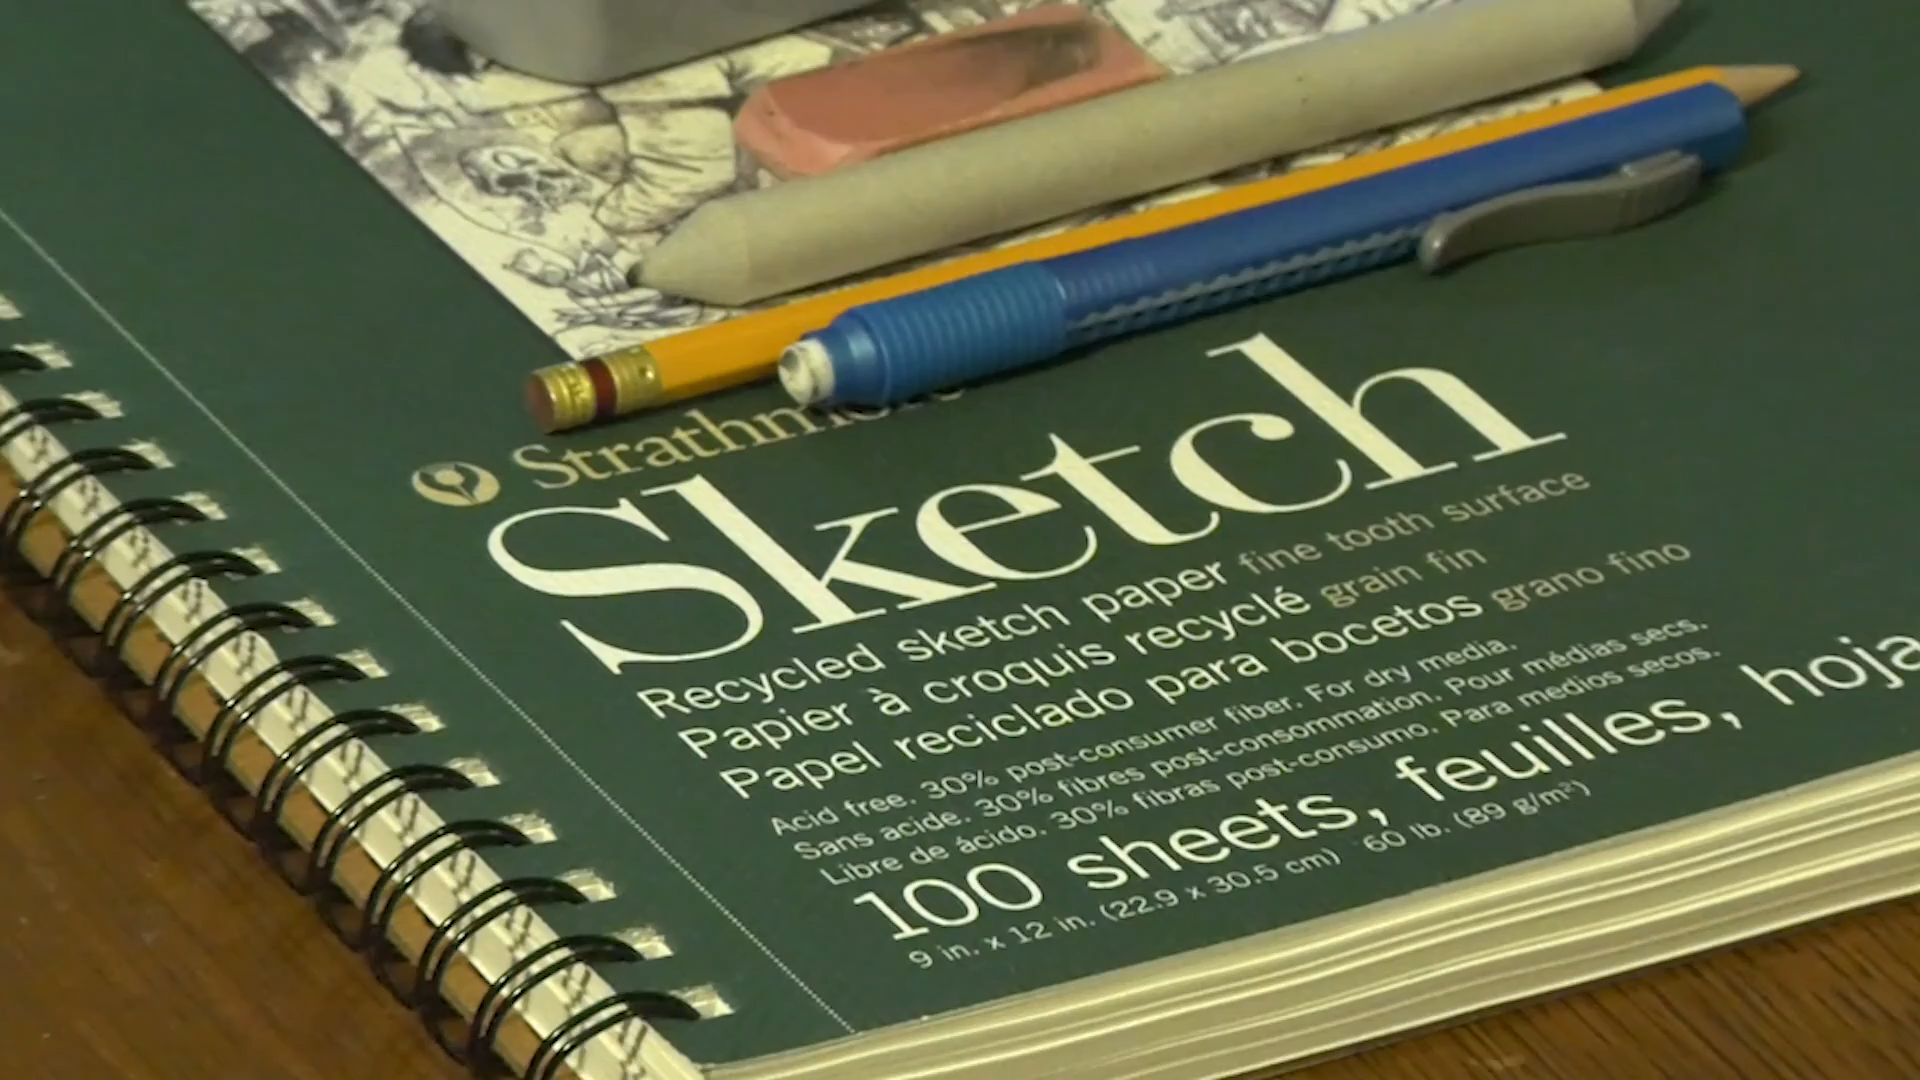 Strathmore
Sketch
Recycled sketch paper fine tooth surface
Papier à croquis recyclé grain fin
Papel reciclado para bocetos grano fino
Acid free. 30% post-consumer fiber. For dry media.
Sans acide. 30% fibres post-consommation. Pour médias secs.
Libre de ácido. 30% fibras post-consumo. Para medios secos.
100 sheets, feuilles, hoja
9 in. x 12 in. (22.9 x 30.5 cm) 60 lb. (89 g/m²)